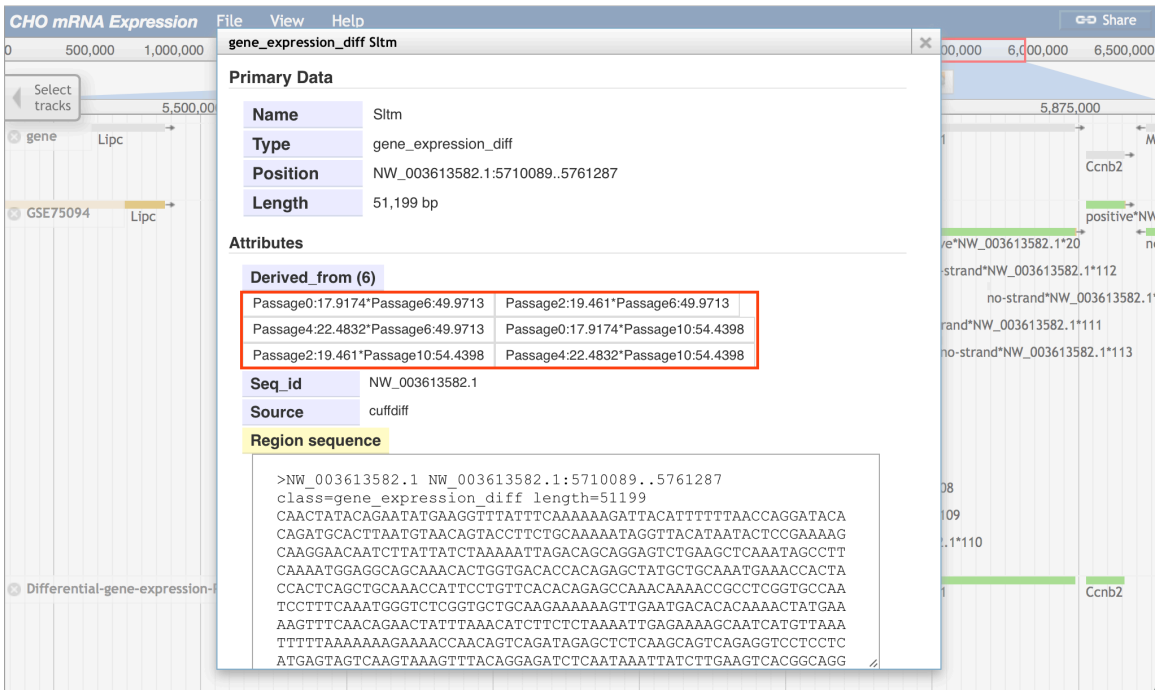 CHO mRNA Expression File View Help Share
0 500,000 1,000,000 00,000 6,000,000 6,500,000
gene_expression_diff Sltm
Select
tracks
5,500,00 5,875,000
Primary Data
Name Sltm
Type gene_expression_diff
Position NW_003613582.1:5710089..5761287
Length 51,199 bp
Attributes
Derived_from (6)
Passage0:17.9174*Passage6:49.9713 Passage2:19.461*Passage6:49.9713
Passage4:22.4832*Passage6:49.9713 Passage0:17.9174*Passage10:54.4398
Passage2:19.461*Passage10:54.4398 Passage4:22.4832*Passage10:54.4398
Seq_id NW_003613582.1
Source cuffdiff
Region sequence
>NW_003613582.1 NW_003613582.1:5710089..5761287
class=gene_expression_diff length=51199
CAACTATACAGAATATGAAGGTTTATTTCAAAAAAGATTACATTTTTTAACCAGGATACA
CAGATGCACTTAATGTAACAGTACCTTCTGCAAAAATAGGTTACATAATACTCCGAAAAG
CAAGGAACAATCTTATTATCTAAAAATTAGACAGCAGGAGTCTGAAGCTCAAATAGCCTT
CAAAATGGAGGCAGCAAACACTGGTGACACCACAGAGCTATGCTGCAAATGAAACCACTA
CCACTCAGCTGCAAACCATTCCTGTTCACACAGAGCCAAACAAAACCGCCTCGGTGCCAA
TCCTTTCAAATGGGTCTCGGTGCTGCAAGAAAAAAGTTGAATGACACACAAAACTATGAA
AAGTTTCAACAGAACTATTTAAACATCTTCTCTAAAATTGAGAAAAGCAATCATGTTAAA
TTTTTAAAAAAAGAAAACCAACAGTCAGATAGAGCTCTCAAGCAGTCAGAGGTCCTCCTC
ATGAGTAGTCAAGTAAAGTTTACAGGAGATCTCAATAAATTATCTTGAAGTCACGGCAGG
gene
Lipc
1
M
Ccnb2
GSE75094
Lipc
positive*NW
ve*NW_003613582.1*20
n
-strand*NW_003613582.1*112
no-strand*NW_003613582.1*
rand*NW_003613582.1*111
no-strand*NW_003613582.1*113
08
109
2.1*110
Differential-gene-expression-
1
Ccnb2